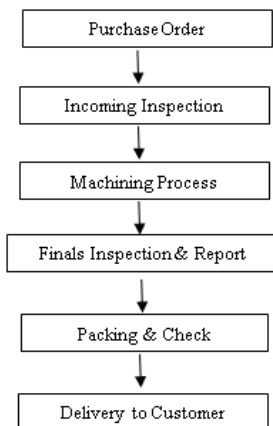 Purchase Order
Incoming Inspection
Machining Process
Finals Inspection & Report
Packing & Check
Delivery to Customer